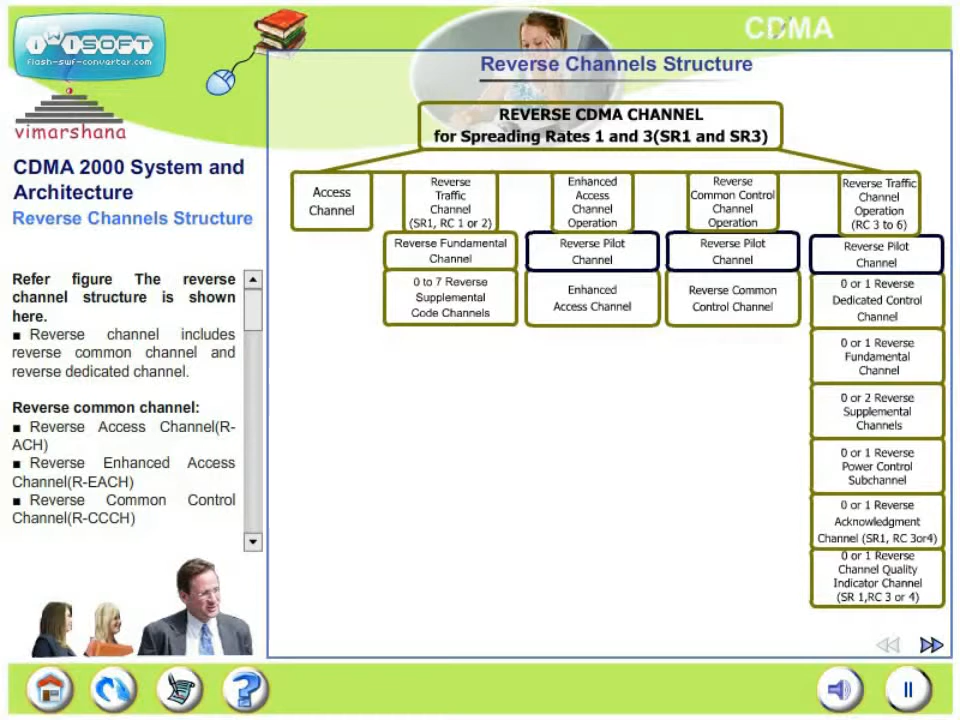 iWiSOFT
flash-swf-converter.com
CDMA
vimarshana
CDMA 2000 System and
Architecture
Reverse Channels Structure
Refer figure The reverse
channel structure is shown
here.
■ Reverse channel includes
reverse common channel and
reverse dedicated channel.
Reverse common channel:
■ Reverse Access Channel(R-
ACH)
■ Reverse Enhanced Access
Channel(R-EACH)
■ Reverse Common Control
Channel(R-CCCH)
Reverse Channels Structure
REVERSE CDMA CHANNEL
for Spreading Rates 1 and 3(SR1 and SR3)
Access
Channel
Reverse
Traffic
Channel
(SR1, RC 1 or 2)
Reverse Fundamental
Channel
0 to 7 Reverse
Supplemental
Code Channels
Enhanced
Access
Channel
Operation
Reverse Pilot
Channel
Enhanced
Access Channel
Reverse
Common Control
Channel
Operation
Reverse Pilot
Channel
Reverse Common
Control Channel
Reverse Traffic
Channel
Operation
(RC 3 to 6)
Reverse Pilot
Channel
0 or 1 Reverse
Dedicated Control
Channel
0 or 1 Reverse
Fundamental
Channel
0 or 2 Reverse
Supplemental
Channels
0 or 1 Reverse
Power Control
Subchannel
0 or 1 Reverse
Acknowledgment
Channel (SR1, RC 3or4)
0 or 1 Reverse
Channel Quality
Indicator Channel
(SR 1,RC 3 or 4)